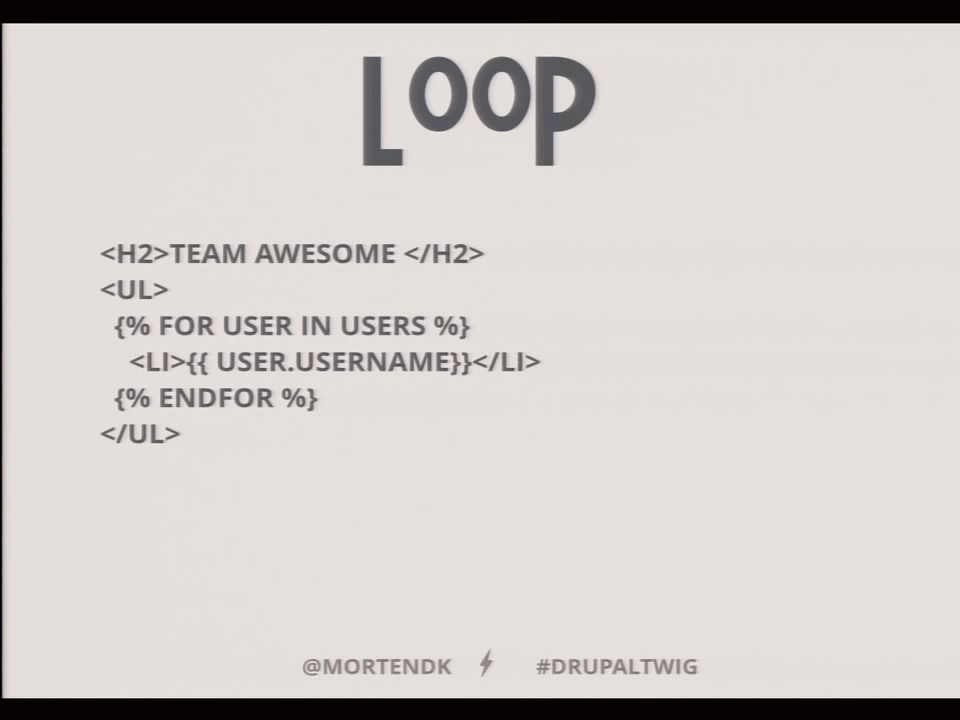 LOOP
<H2>TEAM AWESOME </H2>
<UL>
{% FOR USER IN USERS %}
<LI>{{ USER.USERNAME}}</LI>
{% ENDFOR %}
</UL>
@MORTENDK #DRUPALTWIG